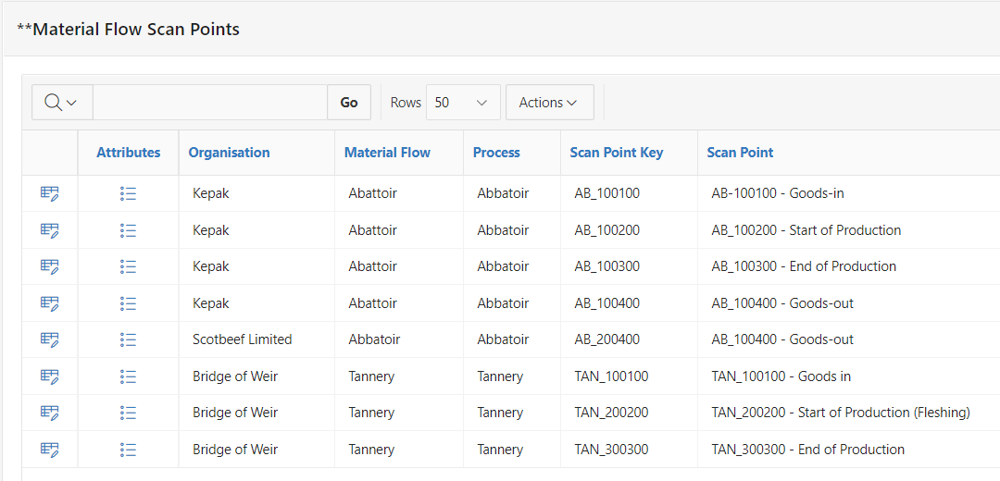 **Material Flow Scan Points
Go Rows 50 Actions
Attributes Organisation Material Flow Process Scan Point Key Scan Point
Kepak Abattoir Abbatoir AB_100100 AB-100100 - Goods-in
Kepak Abattoir Abbatoir AB_100200 AB_100200 - Start of Production
Kepak Abattoir Abbatoir AB_100300 AB_100300 - End of Production
Kepak Abattoir Abbatoir AB_100400 AB_100400 - Goods-out
Scotbeef Limited Abbatoir Abbatoir AB_200400 AB_100400 - Goods-out
Bridge of Weir Tannery Tannery TAN_100100 TAN_100100 - Goods in
Bridge of Weir Tannery Tannery TAN_200200 TAN_200200 - Start of Production (Fleshing)
Bridge of Weir Tannery Tannery TAN_300300 TAN_300300 - End of Production